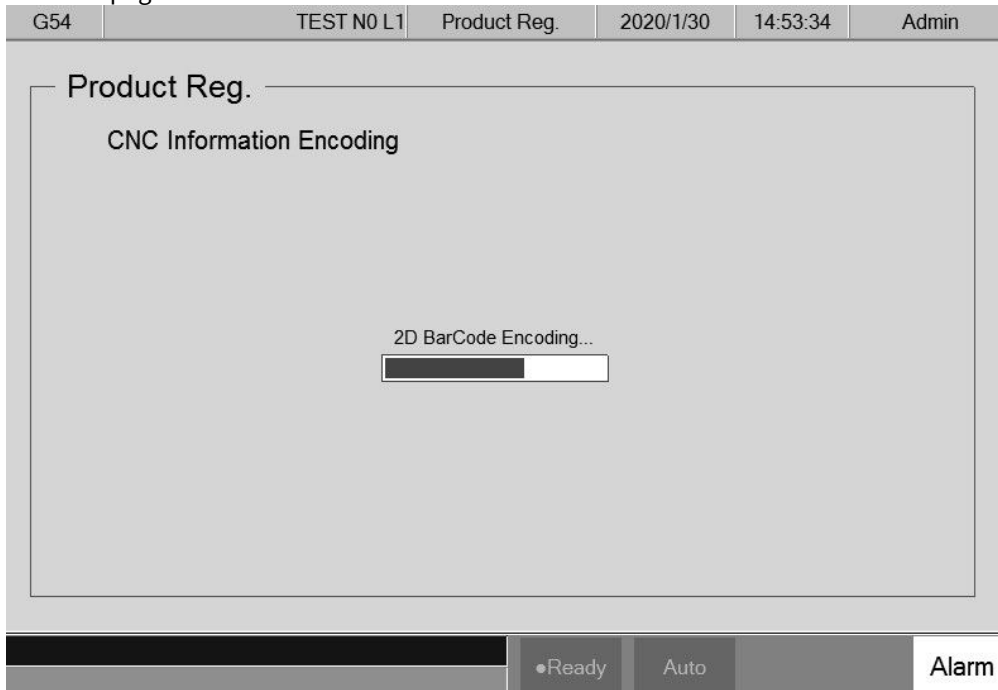 G54 TEST N0 L1 Product Reg. 2020/1/30 14:53:34 Admin
Product Reg.
CNC Information Encoding
2D BarCode Encoding...
●Ready Auto Alarm